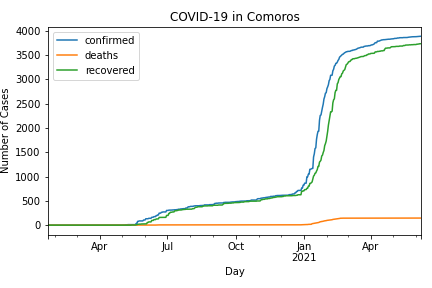 COVID-19 in Comoros
confirmed
deaths
recovered
Number of Cases
4000
3500
3000
2500
2000
1500
1000
500
0
Apr
Jul
Oct
Jan
2021
Apr
Day